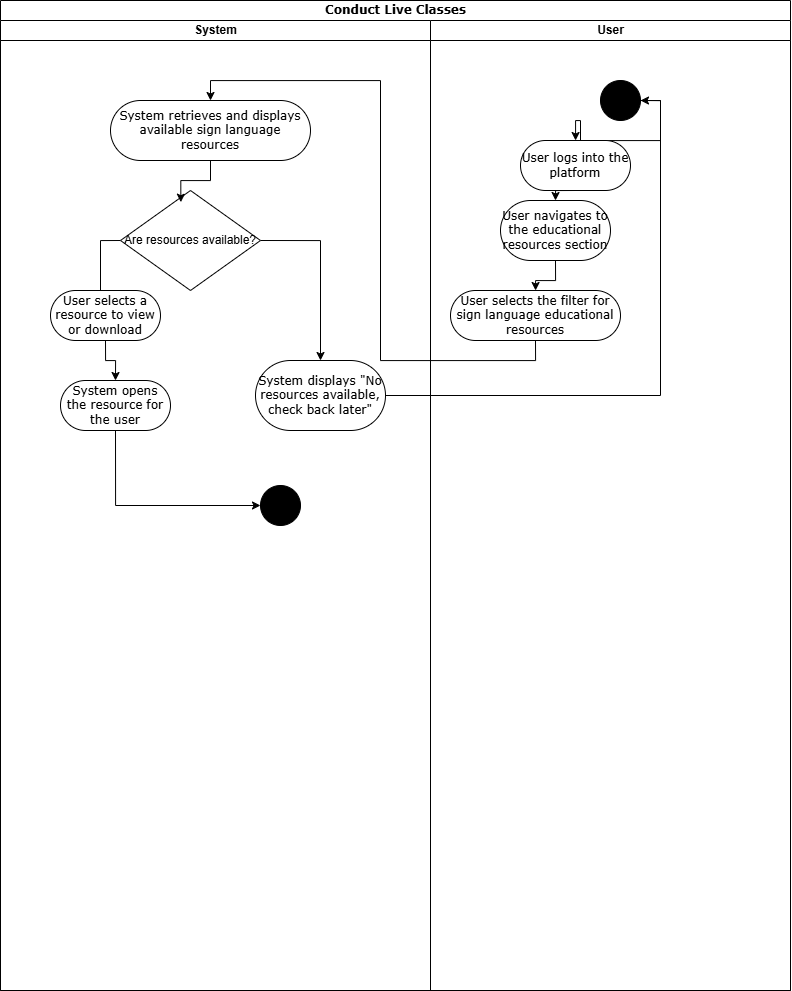 Conduct Live Classes
System
User
System retrieves and displays
available sign language
resources
Are resources available?
User selects a
resource to view
or download
System opens
the resource for
the user
System displays "No
resources available,
check back later"
User logs into the
platform
User navigates to
the educational
resources section
User selects the filter for
sign language educational
resources